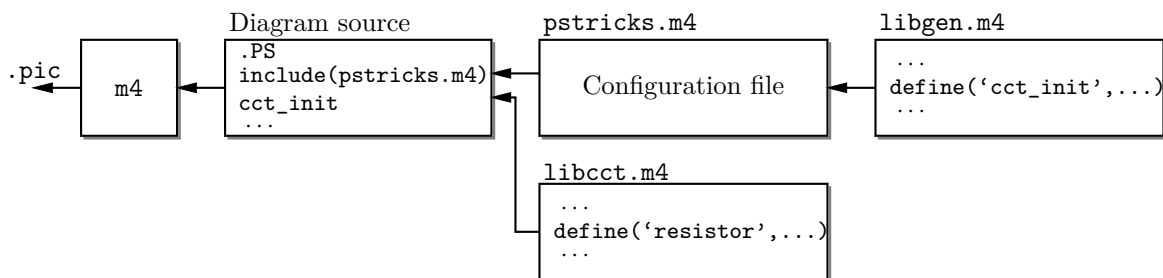 .pic
m4
Diagram source
.PS
include(pstricks.m4)
cct_init
...
pstricks.m4
Configuration file
libgen.m4
...
define(‘cct_init’,...)
...
libcct.m4
...
define(‘resistor’,...)
...